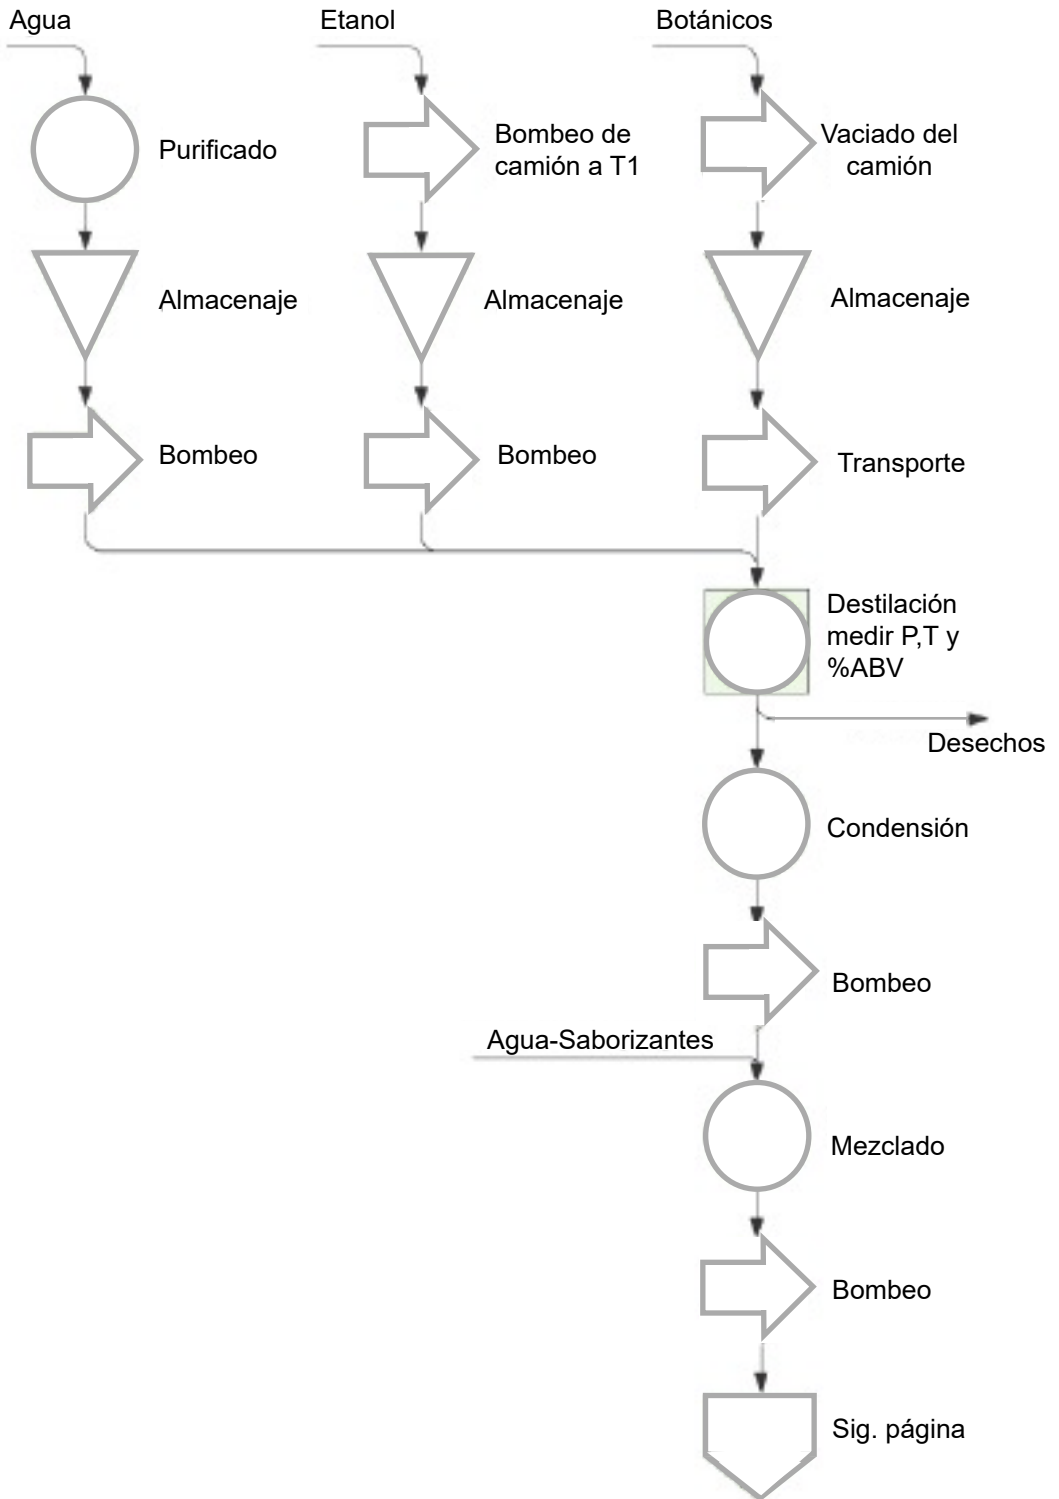 Agua
Etanol
Botánicos
Purificado
Bombeo de
camión a T1
Vaciado del
camión
Almacenaje
Almacenaje
Almacenaje
Bombeo
Bombeo
Transporte
Destilación
medir P,T y
%ABV
Desechos
Condensión
Bombeo
Agua-Saborizantes
Mezclado
Bombeo
Sig. página